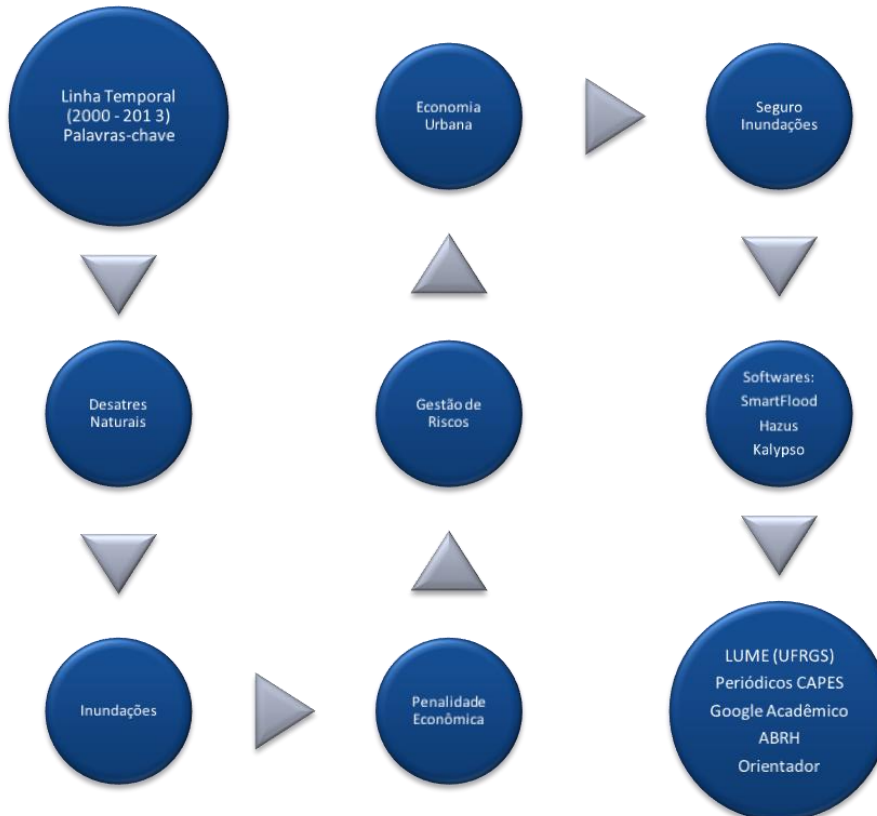 Linha Temporal
(2000 - 201 3)
Palavras-chave
Desatres
Naturais
Inundações
Penalidade
Econômica
Gestão de
Riscos
Economia
Urbana
Seguro
Inundações
Softwares:
SmartFlood
Hazus
Kalypso
LUME (UFRGS)
Periódicos CAPES
Google Acadêmico
ABRH
Orientador